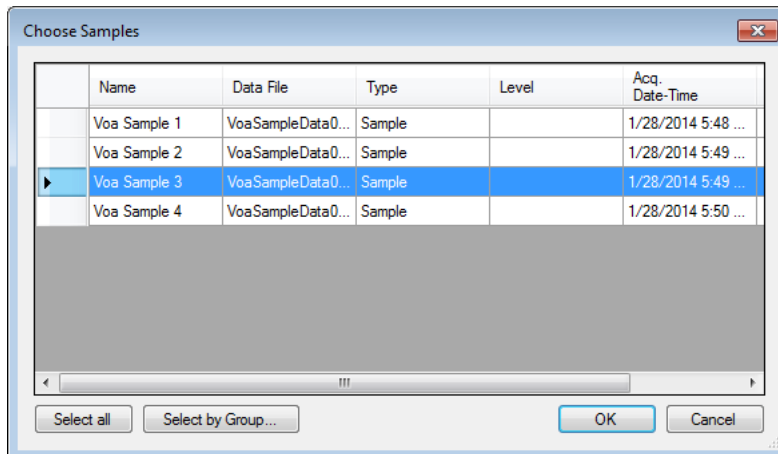 Choose Samples
Name Data File Type Level Acq.
Date-Time
Voa Sample 1 VoaSampleData0... Sample 1/28/2014 5:48 ...
Voa Sample 2 VoaSampleData0... Sample 1/28/2014 5:49 ...
Voa Sample 3 VoaSampleData0... Sample 1/28/2014 5:49 ...
Voa Sample 4 VoaSampleData0... Sample 1/28/2014 5:50 ...
Select all Select by Group... OK Cancel